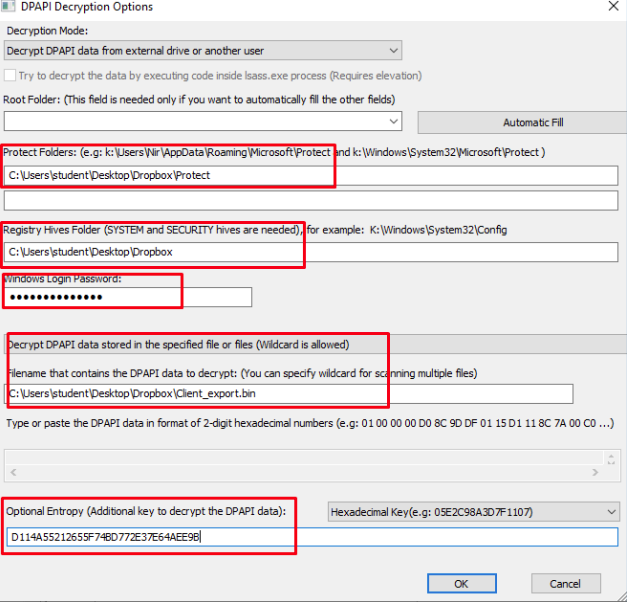 DPAPI Decryption Options
Decryption Mode:
Decrypt DPAPI data from external drive or another user
Try to decrypt the data by executing code inside lsass.exe process (Requires elevation)
Root Folder: (This field is needed only if you want to automatically fill the other fields)
Automatic Fill
Protect Folders: (e.g: k:\Users\Nir\AppData\Roaming\Microsoft\Protect and k:\Windows\System32\Microsoft\Protect )
C:\Users\student\Desktop\Dropbox\Protect
Registry Hives Folder (SYSTEM and SECURITY hives are needed), for example: K:\Windows\System32\Config
C:\Users\student\Desktop\Dropbox
Windows Login Password:
●●●●●●●●●●●●●●
Decrypt DPAPI data stored in the specified file or files (Wildcard is allowed)
Filename that contains the DPAPI data to decrypt: (You can specify wildcard for scanning multiple files)
C:\Users\student\Desktop\Dropbox\Client_export.bin
Type or paste the DPAPI data in format of 2-digit hexadecimal numbers (e.g: 01 00 00 00 D0 8C 9D DF 01 15 D1 11 8C 7A 00 C0 ...)
Optional Entropy (Additional key to decrypt the DPAPI data):
Hexadecimal Key(e.g: 05E2C98A3D7F1107)
D114A55212655F74BD772E37E64AEE9B
OK
Cancel